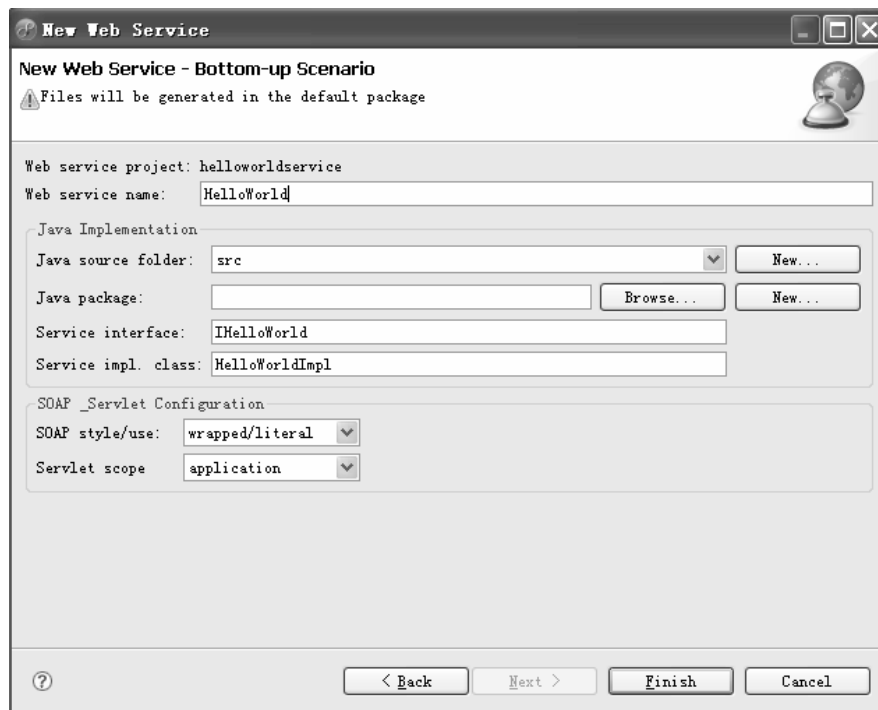 New Web Service
New Web Service - Bottom-up Scenario
Files will be generated in the default package
Web service project: helloworldservice
Web service name: HelloWorld
Java Implementation
Java source folder: src New...
Java package: Browse... New...
Service interface: IHelloWorld
Service impl. class: HelloWorldImpl
SOAP _Servlet Configuration
SOAP style/use: wrapped/literal
Servlet scope application
? < Back Next > Finish Cancel